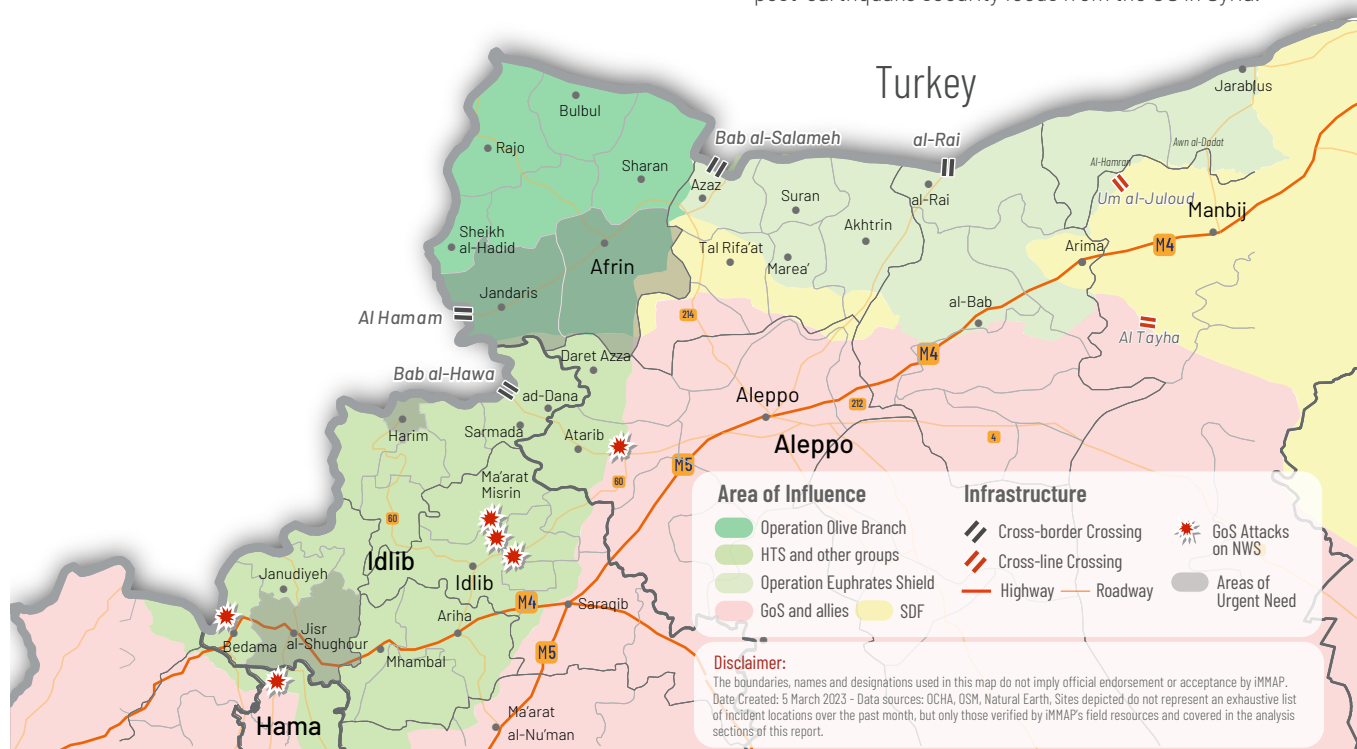 Turkey
Bulbul
Jarablus
Bab al-Salameh
al-Rai
Rajo
Awn al-Dadat
Sharan
Al-Hamran
Azaz
Suran
al-Rai
Um al-Juloud
Manbij
Sheikh
al-Hadid
Akhtrin
Tal Rifa'at
Arima
M4
Afrin
Marea'
Jandaris
al-Bab
Al Hamam
214
Al Tayha
M4
Daret Azza
Bab al-Hawa
ad-Dana
Aleppo
212
Harim
Sarmada
Atarib
Aleppo
4
M5
Ma'arat
Misrin
60
60
Idlib
Janudiyeh
Idlib
M4
Saraqib
Ariha
Jisr
al-Shughour
Bedama
Mhambal
M5
Hama
Ma'arat
al-Nu'man
Area of Influence
Operation Olive Branch
HTS and other groups
Operation Euphrates Shield
GoS and allies
SDF
Infrastructure
Cross-border Crossing
Cross-line Crossing
Highway
Roadway
GoS Attacks
on NWS
Areas of
Urgent Need
Disclaimer:
The boundaries, names and designations used in this map do not imply official endorsement or acceptance by iMMAP.
Date Created: 5 March 2023 - Data sources: OCHA, OSM, Natural Earth, Sites depicted do not represent an exhaustive list
of incident locations over the past month, but only those verified by iMMAP's field resources and covered in the analysis
sections of this report.